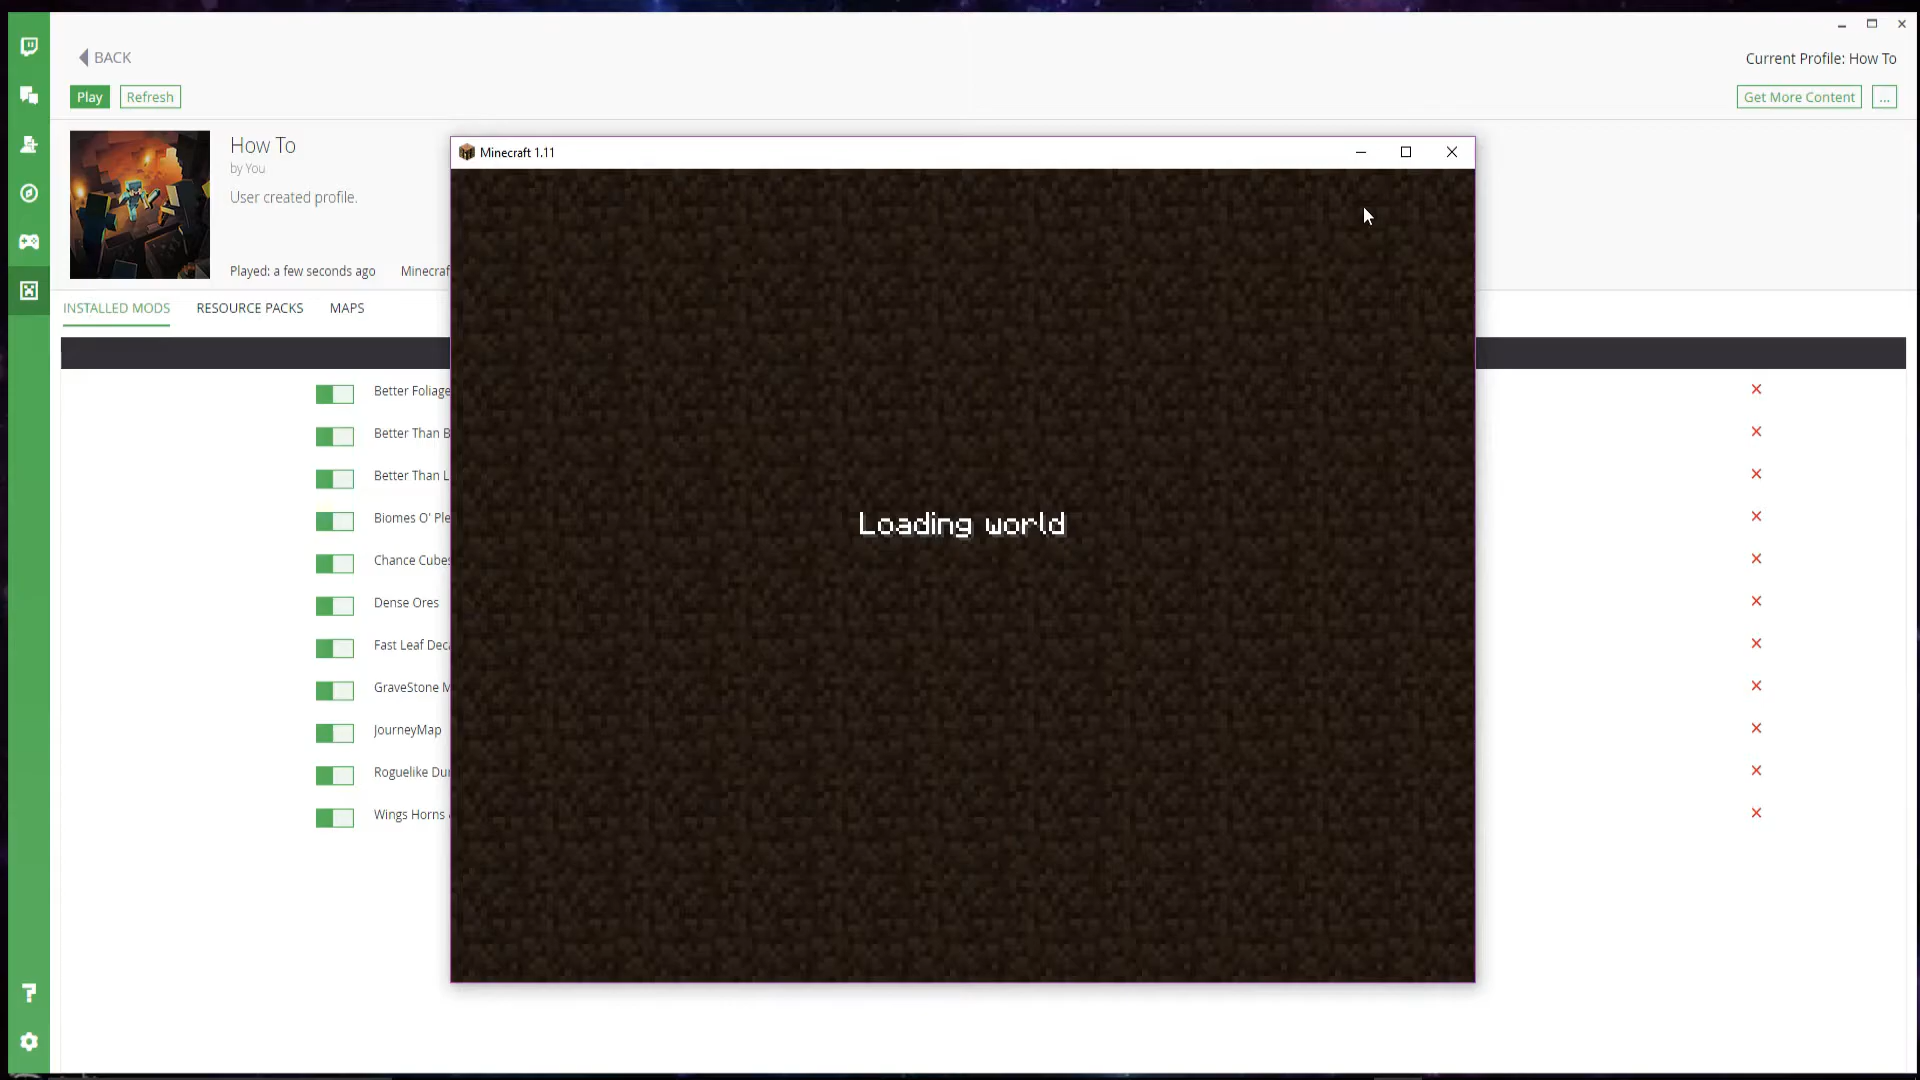 BACK
Current Profile: How To
Play
Refresh
Get More Content
...
How To
by You
User created profile.
Played: a few seconds ago
Minecraf
Minecraft 1.11
INSTALLED MODS
RESOURCE PACKS
MAPS
Better Foliage
Better Than B
Better Than L
Biomes O' Ple
Chance Cubes
Dense Ores
Fast Leaf Deca
GraveStone M
JourneyMap
Roguelike Du
Wings Horns
Loading world
?